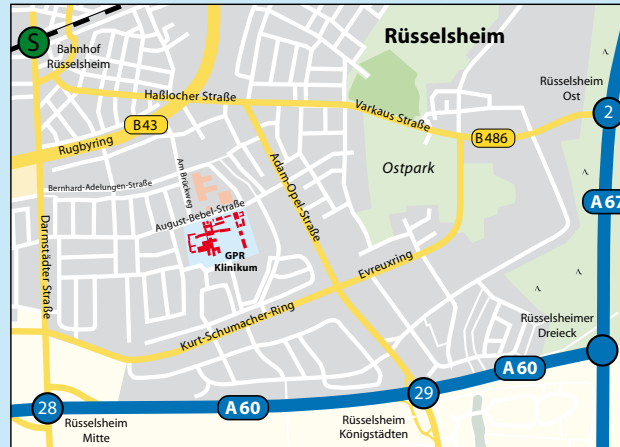 S
Bahnhof
Rüsselsheim
Rüsselsheim
Rüsselsheim
Ost
2
Haßlocher Straße
Varkaus Straße
B43
B486
Rugbyring
Am Brückweg
Ostpark
Bernhard-Adelungen-Straße
A67
August-Bebel-Straße
Adam-Opel-Straße
Darmstädter Straße
GPR
Klinikum
Evreuxring
Kurt-Schumacher-Ring
Rüsselsheimer
Dreieck
A60
28
A60
29
Rüsselsheim
Mitte
Rüsselsheim
Königstädten